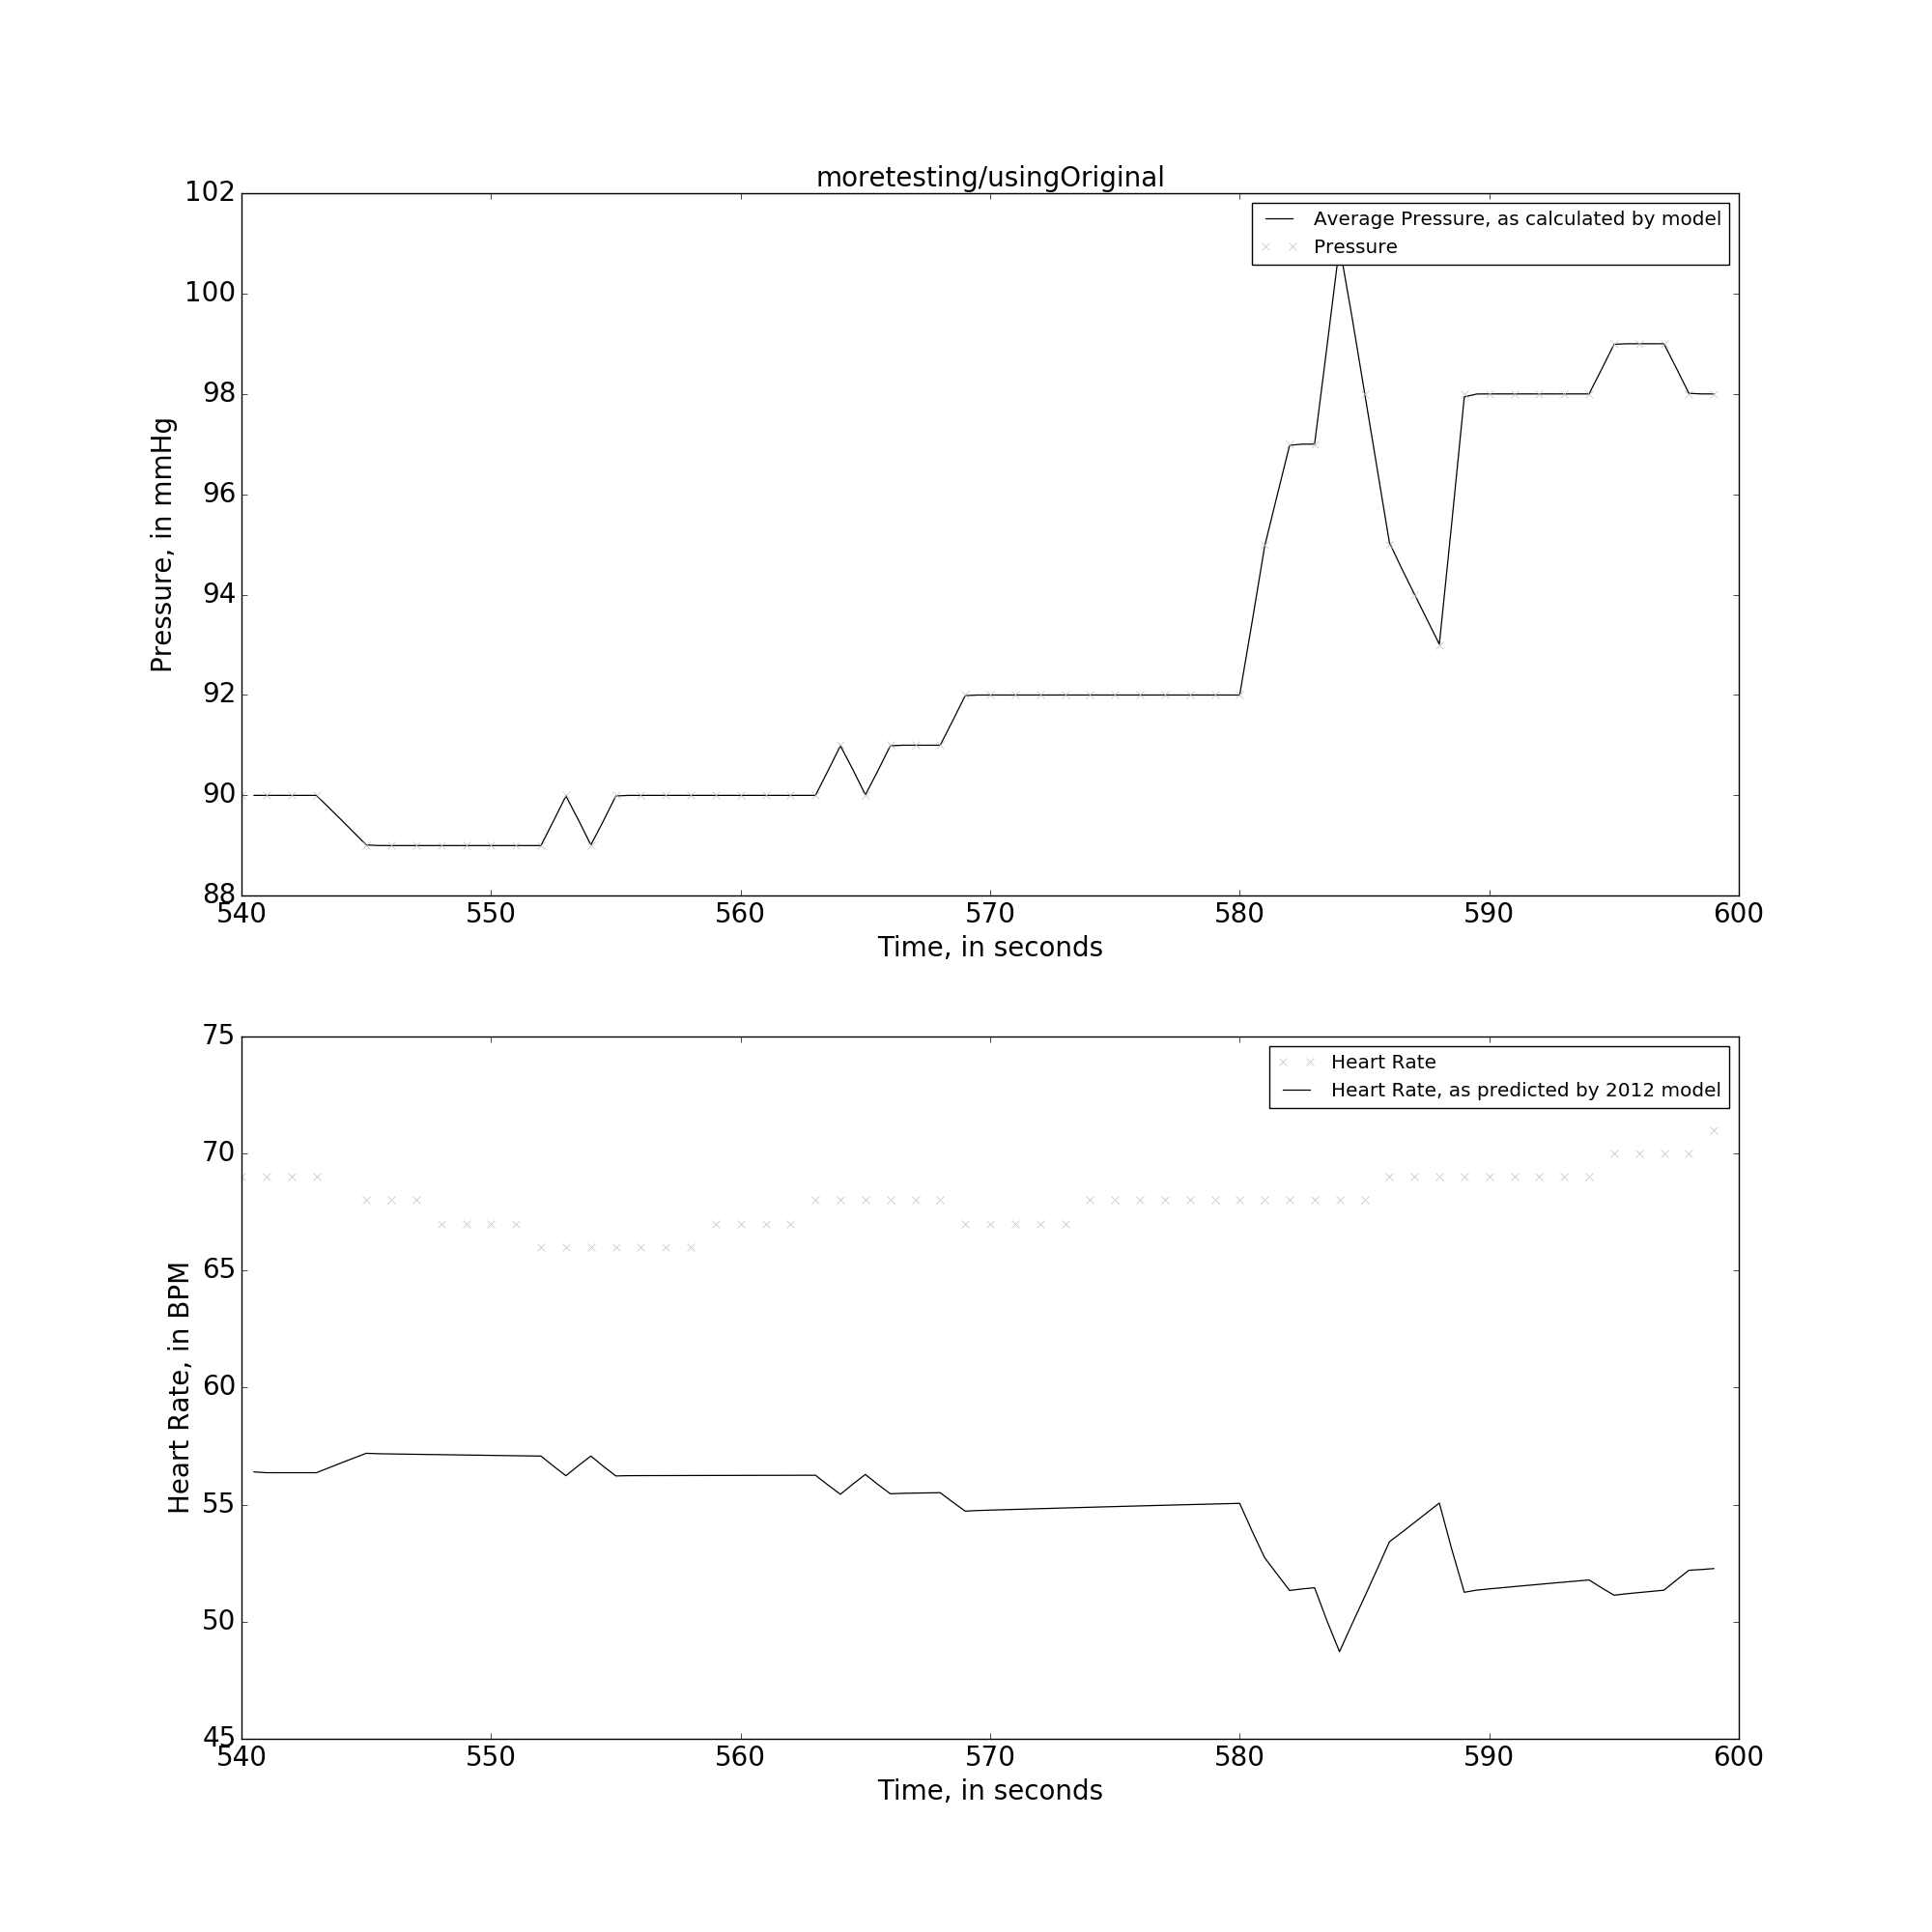 moretesting/usingOriginal
102
100
98
96
94
92
90
88
Pressure, in mmHg
Average Pressure, as calculated by model
Pressure
540 550 560 570 580 590 600
Time, in seconds
75
70
65
60
55
50
45
Heart Rate, in BPM
Heart Rate
Heart Rate, as predicted by 2012 model
540 550 560 570 580 590 600
Time, in seconds